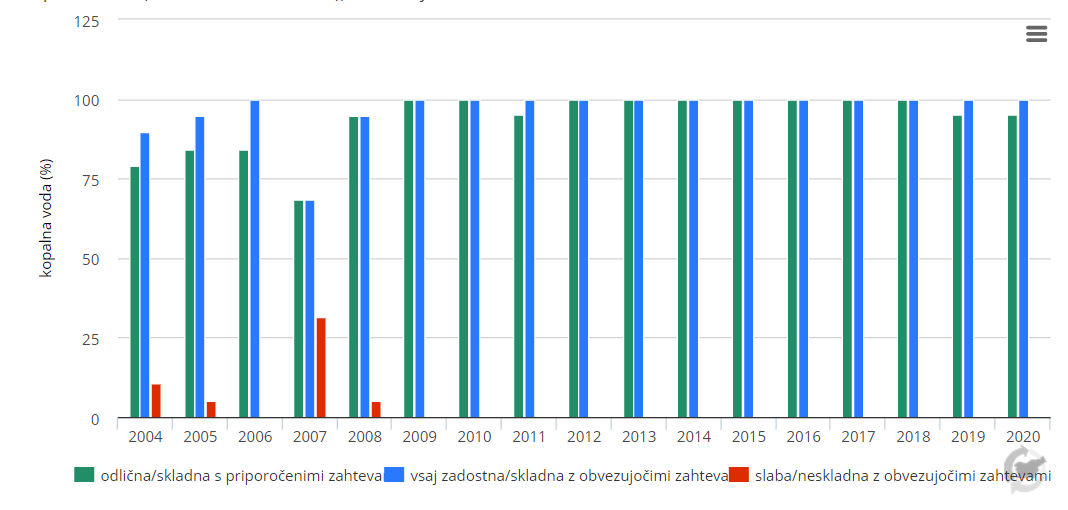 125
100
75
50
25
0
kopalna voda (%)
2004 2005 2006 2007 2008 2009 2010 2011 2012 2013 2014 2015 2016 2017 2018 2019 2020
odlična/skladna s priporočenimi zahteva vsaj zadostna/skladna z obvezujočimi zahteva slaba/neskladna z obvezujočimi zahtevami